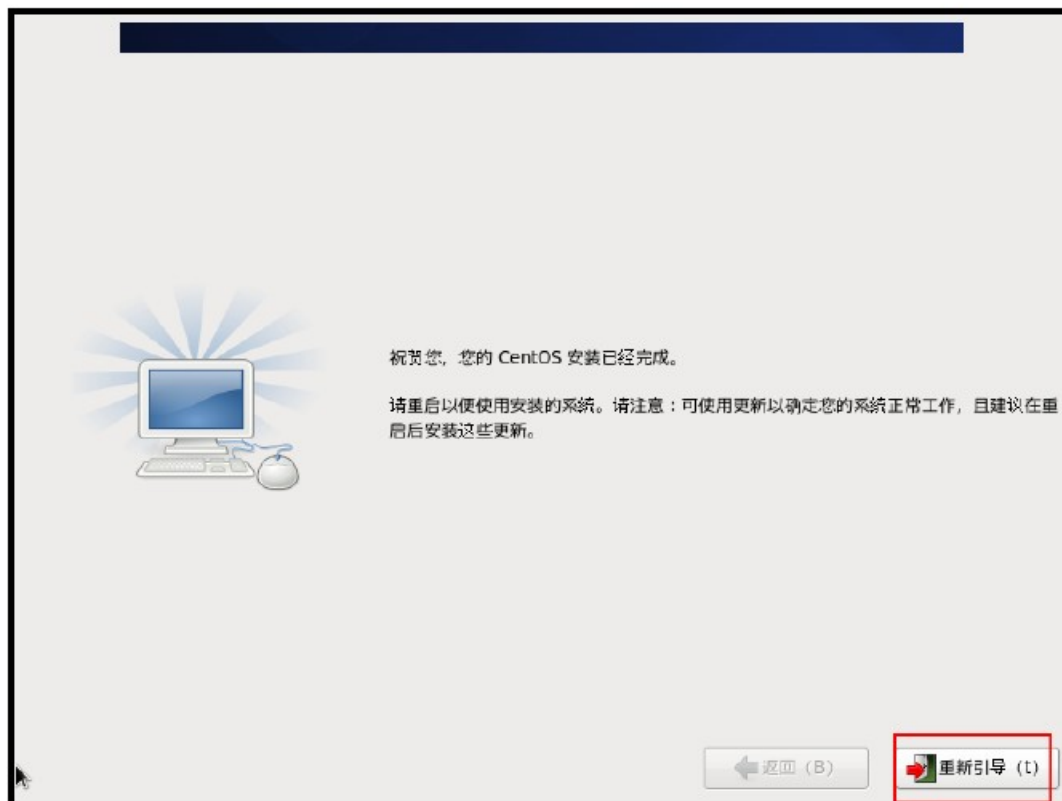 祝贺您，您的 CentOS 安装已经完成。
请重启以便使用安装的系统。请注意：可使用更新以确定您的系统正常工作，且建议在重
启后安装这些更新。
返回 (B)
重新引导 (t)